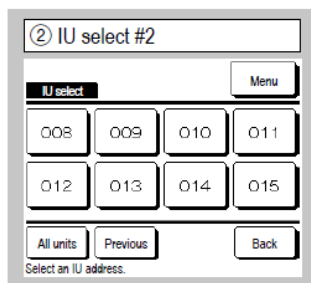 ② IU select #2
Menu
IU select
008 009 010 011
012 013 014 015
All units Previous Back
Select an IU address.